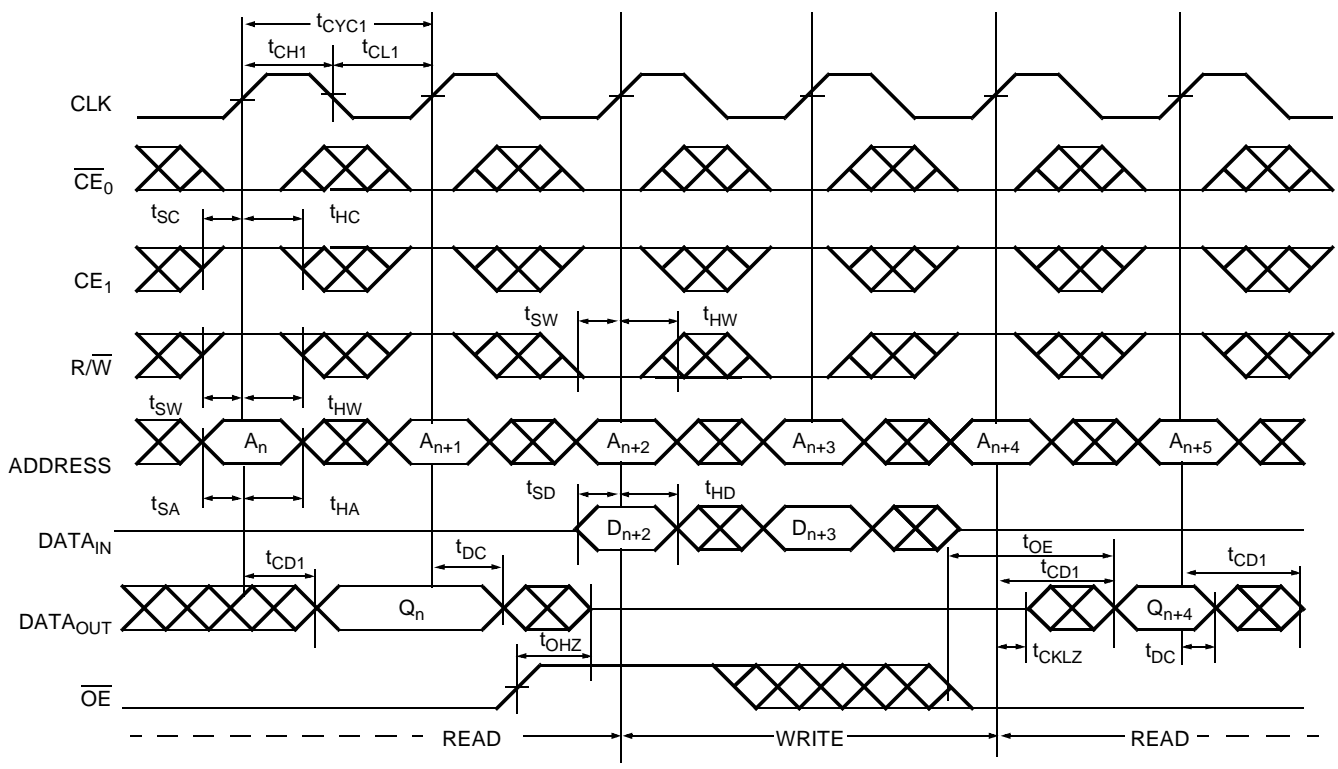 tCYC1
tCH1 tCL1
CLK
CE0
tSC tHC
CE1
tSW tHW
R/W
tSW tHW
An An+1 An+2 An+3 An+4 An+5
ADDRESS
tSA tHA tSD tHD
Dn+2 Dn+3
DATAIN
tCD1 tDC tOE
tCD1 tCD1
Qn Qn+4
DATAOUT
tOHZ tCKLZ tDC
OE
READ WRITE READ